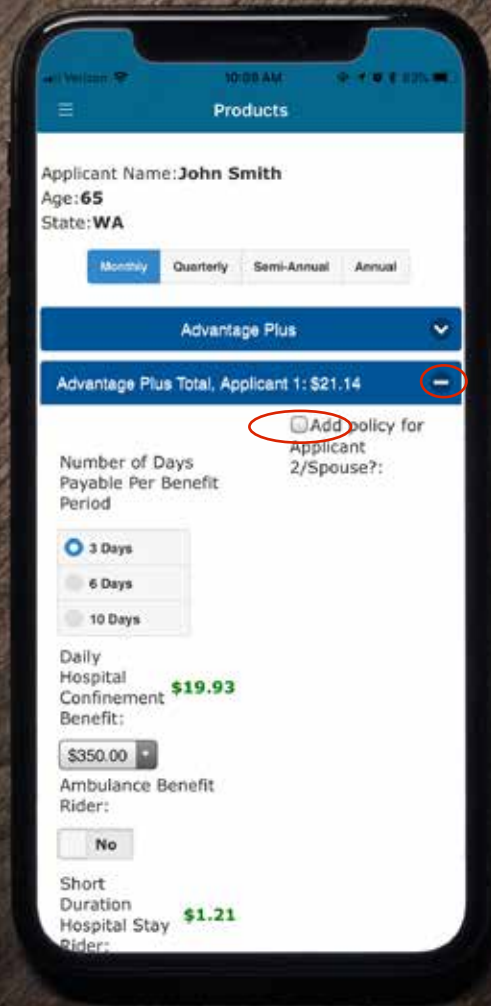 Verizon 10:09 AM 83%
Products
Applicant Name:John Smith
Age:65
State:WA
Monthly Quarterly Semi-Annual Annual
Advantage Plus
Advantage Plus Total, Applicant 1: $21.14
Add policy for
Applicant
2/Spouse?:
Number of Days
Payable Per Benefit
Period
3 Days
6 Days
10 Days
Daily
Hospital
Confinement
Benefit:
$19.93
$350.00
Ambulance Benefit
Rider:
No
Short
Duration
Hospital Stay
Rider:
$1.21